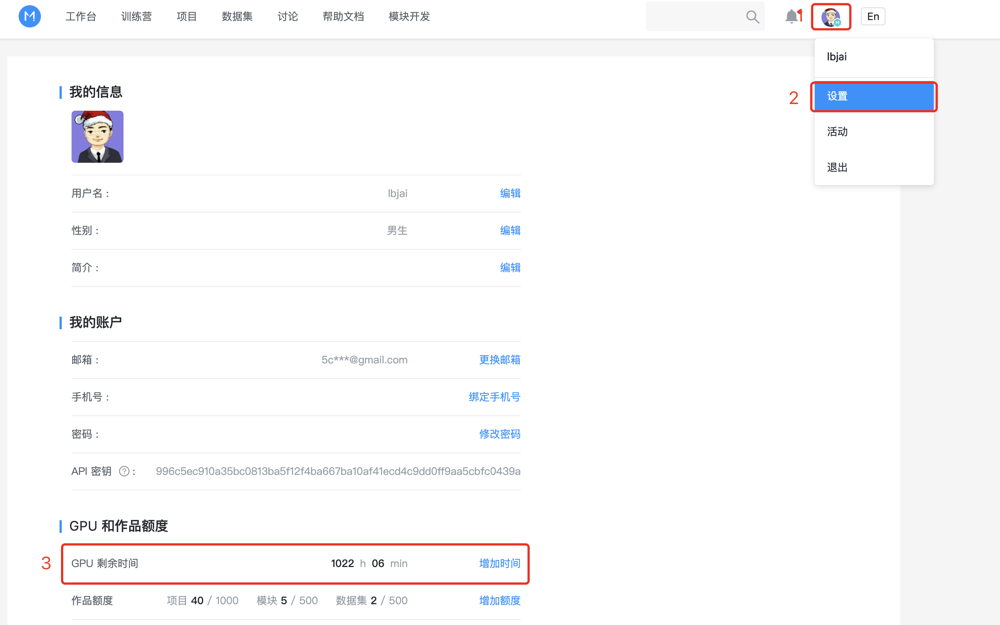 M 工作台 训练营 项目 数据集 讨论 帮助文档 模块开发 1 M En
lbjai
2 设置
活动
退出
我的信息
用户名： lbjai 编辑
性别： 男生 编辑
简介： 编辑
我的账户
邮箱： 5c***@gmail.com 更换邮箱
手机号： 绑定手机号
密码： 修改密码
API 密钥 ?： 996c5ec910a35bc0813ba5f12f4ba667ba10af41ecd4c9dd0ff9aa5cbfc0439a
GPU 和作品额度
3 GPU 剩余时间 1022 h 06 min 增加时间
作品额度 项目 40 / 1000 模块 5 / 500 数据集 2 / 500 增加额度